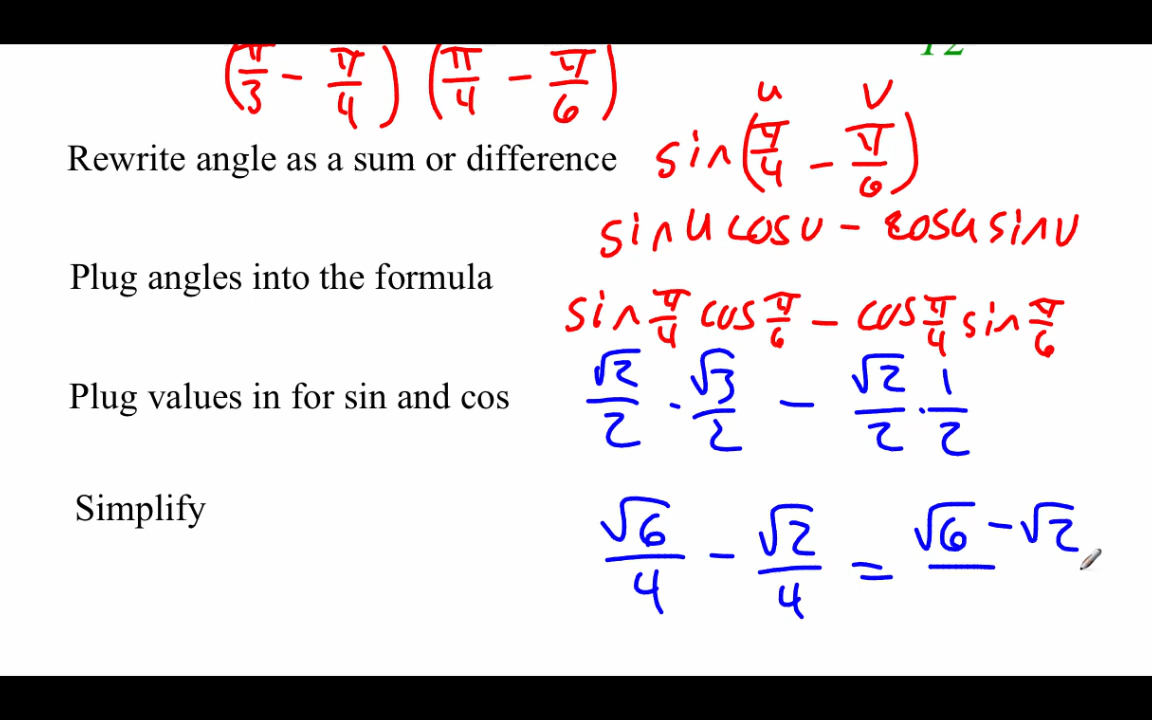 12
(π/3 - π/4) (π/4 - π/6)
u v
Rewrite angle as a sum or difference sin(π/4 - π/6)
sin u cos v - cos u sin v
Plug angles into the formula
sin π/4 cos π/6 - cos π/4 sin π/6
Plug values in for sin and cos √2/2 · √3/2 - √2/2 · 1/2
Simplify √6/4 - √2/4 = √6 - √2